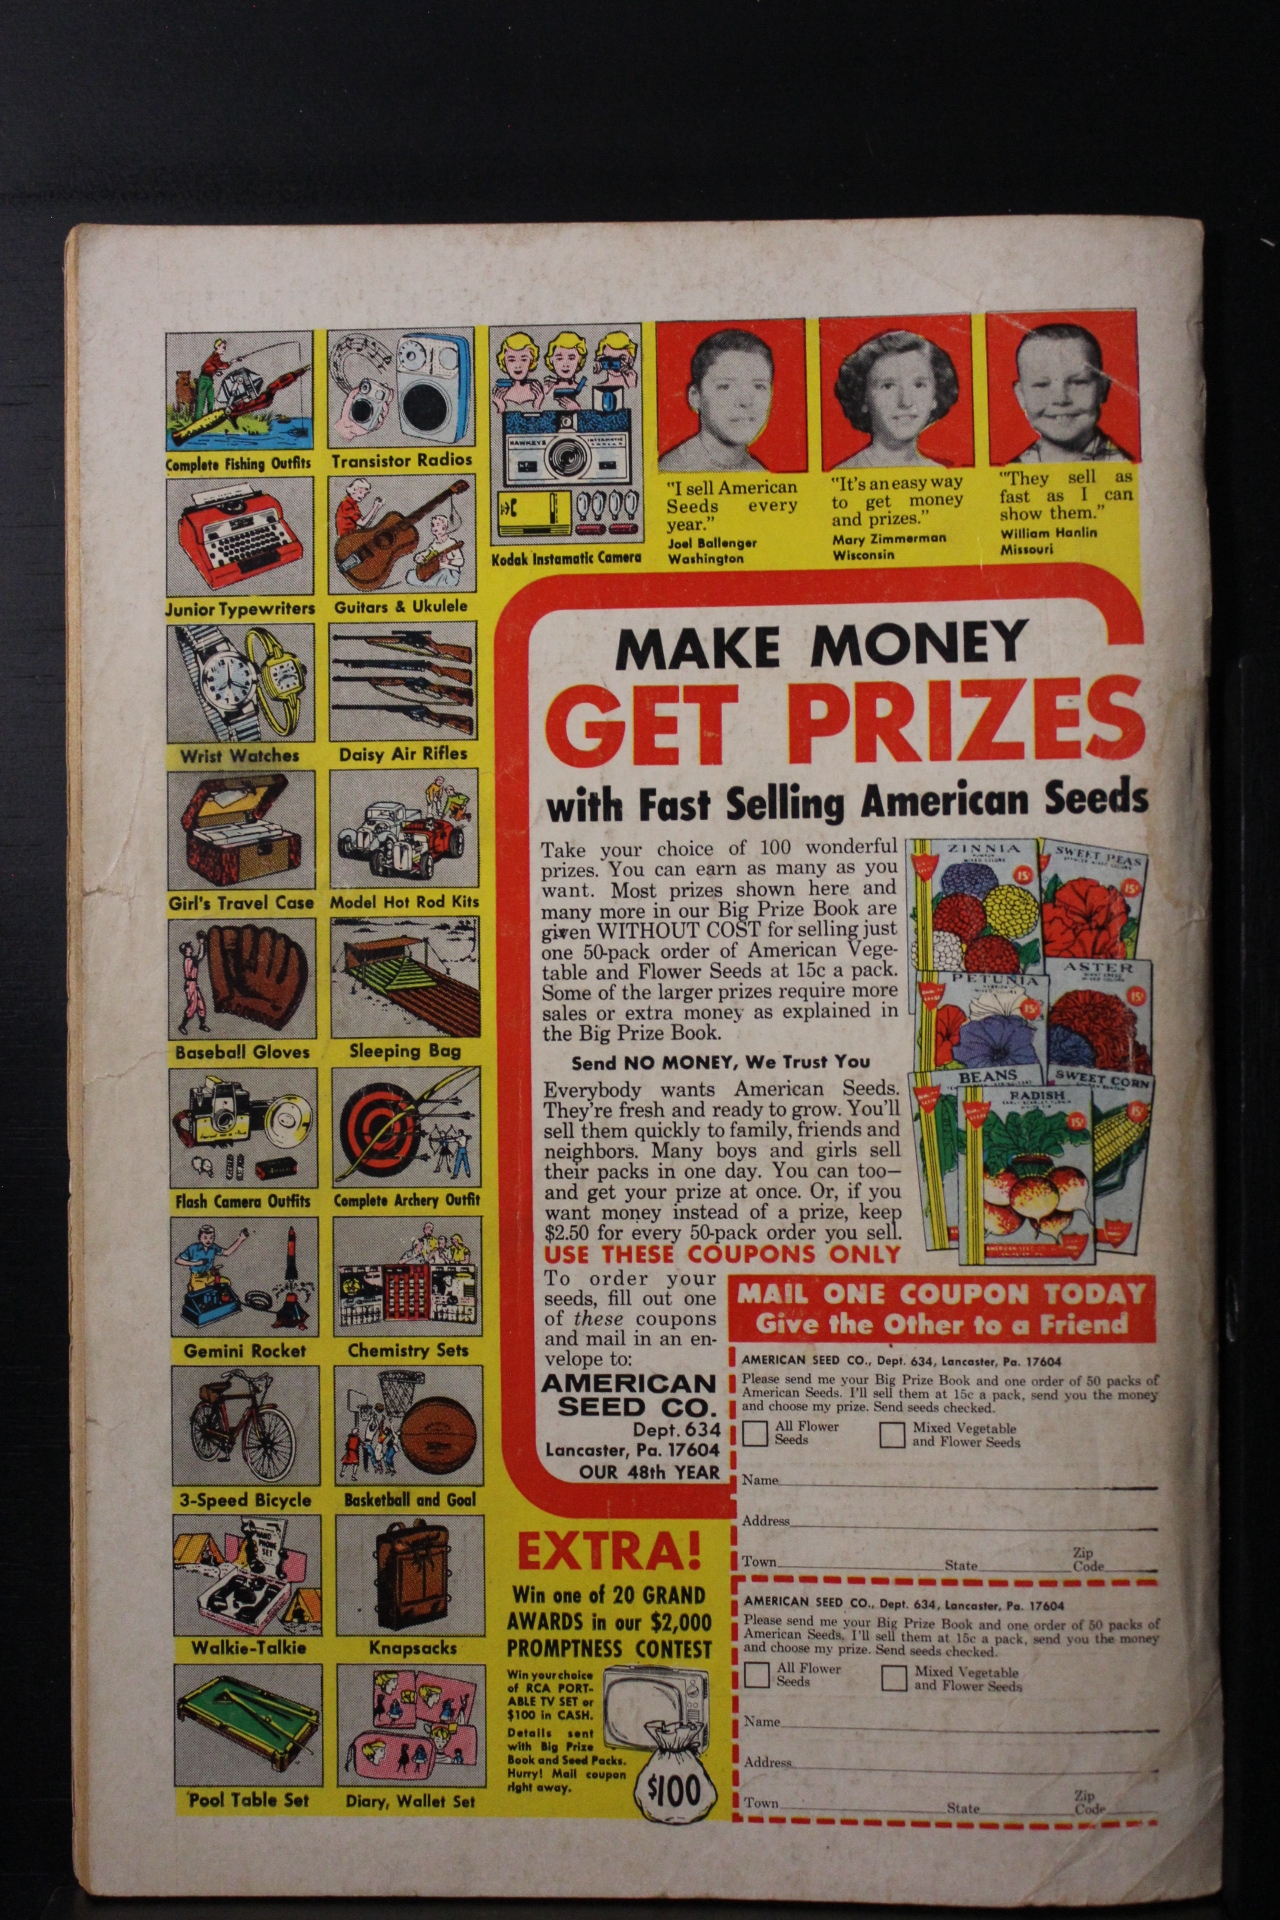 Complete Fishing Outfits
Transistor Radios
HAWKEYE
INSTAMATIC
Kodak Instamatic Camera
"I sell American
Seeds every
year."
Joel Ballenger
Washington
"It's an easy way
to get money
and prizes."
Mary Zimmerman
Wisconsin
"They sell as
fast as I can
show them."
William Hanlin
Missouri
Junior Typewriters
Guitars & Ukulele
Wrist Watches
Daisy Air Rifles
Girl's Travel Case
Model Hot Rod Kits
Baseball Gloves
Sleeping Bag
Flash Camera Outfits
Complete Archery Outfit
Gemini Rocket
Chemistry Sets
3-Speed Bicycle
Basketball and Goal
PHONE
SET
Walkie-Talkie
Knapsacks
Pool Table Set
Diary, Wallet Set
MAKE MONEY
GET PRIZES
with Fast Selling American Seeds
Take your choice of 100 wonderful
prizes. You can earn as many as you
want. Most prizes shown here and
many more in our Big Prize Book are
given WITHOUT COST for selling just
one 50-pack order of American Vege-
table and Flower Seeds at 15c a pack.
Some of the larger prizes require more
sales or extra money as explained in
the Big Prize Book.
Send NO MONEY, We Trust You
Everybody wants American Seeds.
They're fresh and ready to grow. You'll
sell them quickly to family, friends and
neighbors. Many boys and girls sell
their packs in one day. You can too—
and get your prize at once. Or, if you
want money instead of a prize, keep
$2.50 for every 50-pack order you sell.
USE THESE COUPONS ONLY
To order your
seeds, fill out one
of these coupons
and mail in an en-
velope to:
AMERICAN
SEED CO.
Dept. 634
Lancaster, Pa. 17604
OUR 48th YEAR
ZINNIA
MIXED COLORS
15¢
SWEET PEAS
15¢
PETUNIA
MIXED COLORS
15¢
ASTER
MIXED COLORS
15¢
BEANS
SWEET CORN
15¢
RADISH
15¢
AMERICAN SEED CO.
MAIL ONE COUPON TODAY
Give the Other to a Friend
AMERICAN SEED CO., Dept. 634, Lancaster, Pa. 17604
Please send me your Big Prize Book and one order of 50 packs of
American Seeds. I'll sell them at 15c a pack, send you the money
and choose my prize. Send seeds checked.
All Flower
Seeds
Mixed Vegetable
and Flower Seeds
Name
Address
Town State Zip
Code
AMERICAN SEED CO., Dept. 634, Lancaster, Pa. 17604
Please send me your Big Prize Book and one order of 50 packs of
American Seeds. I'll sell them at 15c a pack, send you the money
and choose my prize. Send seeds checked.
All Flower
Seeds
Mixed Vegetable
and Flower Seeds
Name
Address
Town State Zip
Code
EXTRA!
Win one of 20 GRAND
AWARDS in our $2,000
PROMPTNESS CONTEST
Win your choice
of RCA PORT-
ABLE TV SET or
$100 in CASH.
Details sent
with Big Prize
Book and Seed Packs.
Hurry! Mail coupon
right away.
$100